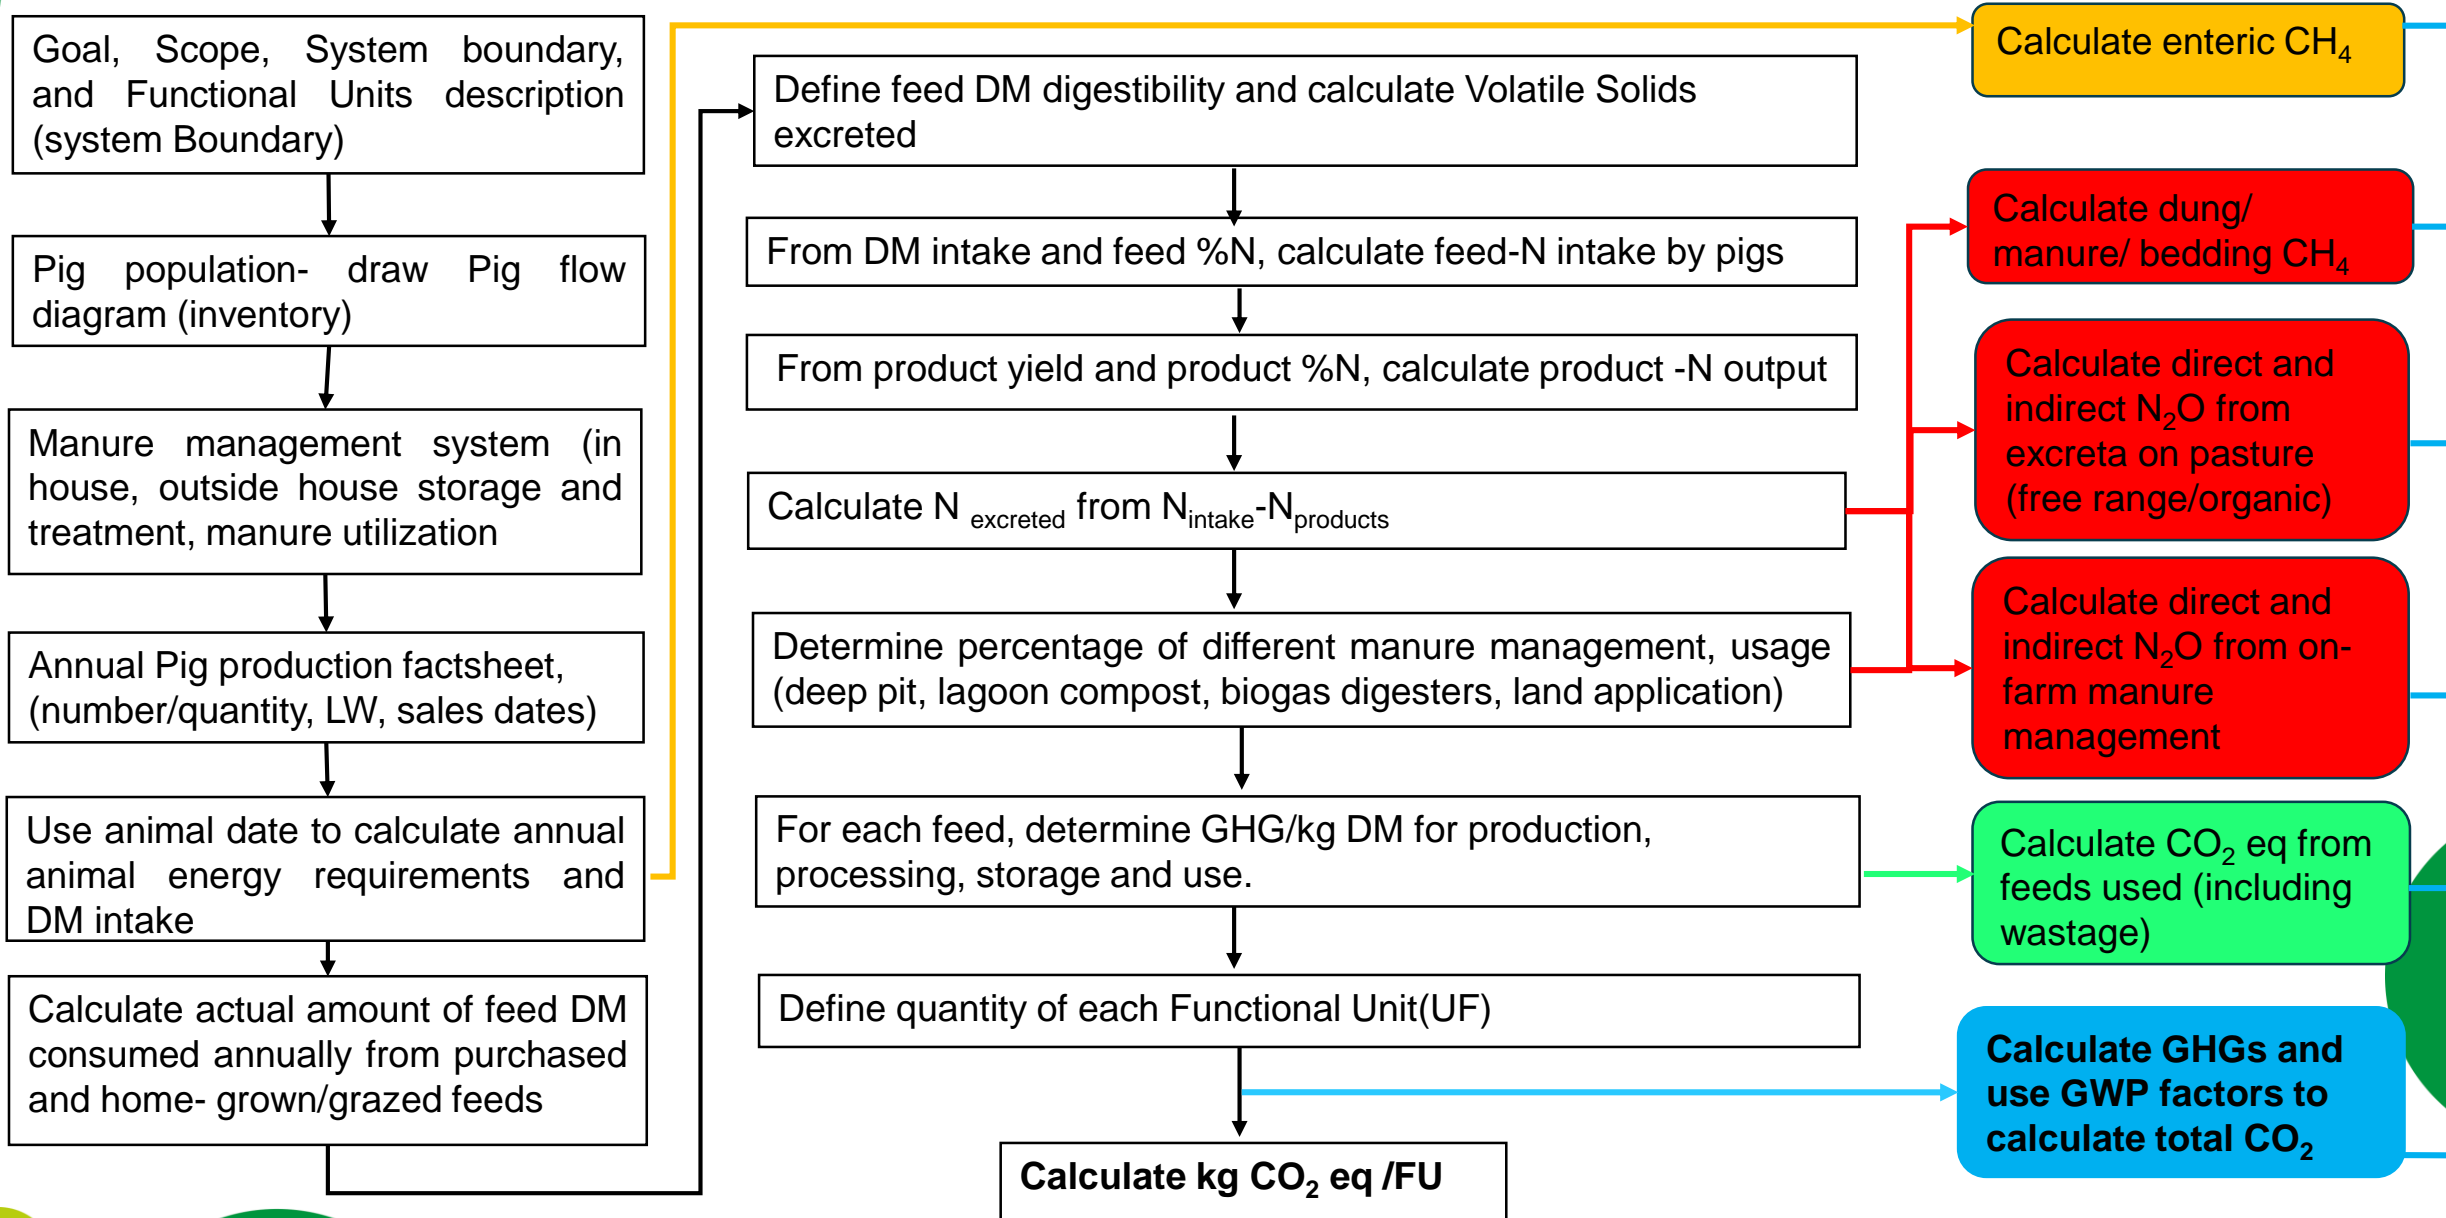 Goal, Scope, System boundary,
and Functional Units description
(system Boundary)
Pig population- draw Pig flow
diagram (inventory)
Manure management system (in
house, outside house storage and
treatment, manure utilization
Annual Pig production factsheet,
(number/quantity, LW, sales dates)
Use animal date to calculate annual
animal energy requirements and
DM intake
Calculate actual amount of feed DM
consumed annually from purchased
and home- grown/grazed feeds
Define feed DM digestibility and calculate Volatile Solids
excreted
From DM intake and feed %N, calculate feed-N intake by pigs
From product yield and product %N, calculate product -N output
Calculate N excreted from Nintake-Nproducts
Determine percentage of different manure management, usage
(deep pit, lagoon compost, biogas digesters, land application)
For each feed, determine GHG/kg DM for production,
processing, storage and use.
Define quantity of each Functional Unit(UF)
Calculate kg CO₂ eq /FU
Calculate enteric CH₄
Calculate dung/
manure/ bedding CH₄
Calculate direct and
indirect N₂O from
excreta on pasture
(free range/organic)
Calculate direct and
indirect N₂O from on-
farm manure
management
Calculate CO₂ eq from
feeds used (including
wastage)
Calculate GHGs and
use GWP factors to
calculate total CO₂